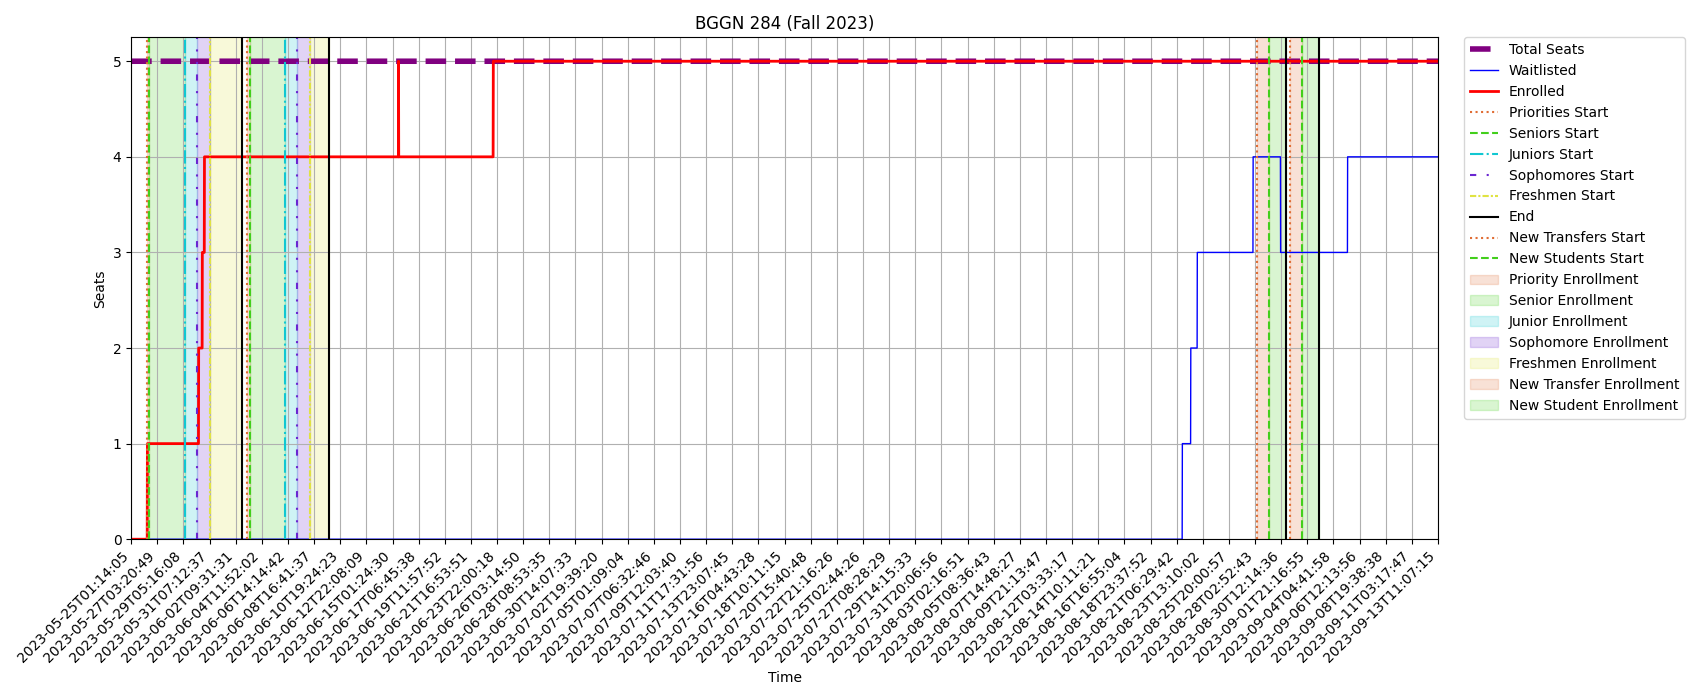 BGGN 284 (Fall 2023)
Seats
5
4
3
2
1
0
2023-05-25T01:14:05
2023-05-27T03:20:49
2023-05-29T05:16:08
2023-05-31T07:12:37
2023-06-02T09:31:31
2023-06-04T11:52:02
2023-06-06T14:14:42
2023-06-08T16:41:37
2023-06-10T19:24:23
2023-06-12T22:08:09
2023-06-15T01:24:30
2023-06-17T06:45:38
2023-06-19T11:57:52
2023-06-21T16:53:51
2023-06-23T22:00:18
2023-06-26T03:14:50
2023-06-28T08:53:35
2023-06-30T14:07:33
2023-07-02T19:39:20
2023-07-05T01:09:04
2023-07-07T06:32:46
2023-07-09T12:03:40
2023-07-11T17:31:56
2023-07-13T23:07:45
2023-07-16T04:43:28
2023-07-18T10:11:15
2023-07-20T15:40:48
2023-07-22T21:16:26
2023-07-25T02:44:26
2023-07-27T08:28:29
2023-07-29T14:15:33
2023-07-31T20:06:56
2023-08-03T02:16:51
2023-08-05T08:36:43
2023-08-07T14:48:27
2023-08-09T21:13:47
2023-08-12T03:33:17
2023-08-14T10:11:21
2023-08-16T16:55:04
2023-08-18T23:37:52
2023-08-21T06:29:42
2023-08-23T13:10:02
2023-08-25T20:00:57
2023-08-28T02:52:43
2023-08-30T12:14:36
2023-09-01T21:16:55
2023-09-04T04:41:58
2023-09-06T12:13:56
2023-09-08T19:38:38
2023-09-11T03:17:47
2023-09-13T11:07:15
Time
Total Seats
Waitlisted
Enrolled
Priorities Start
Seniors Start
Juniors Start
Sophomores Start
Freshmen Start
End
New Transfers Start
New Students Start
Priority Enrollment
Senior Enrollment
Junior Enrollment
Sophomore Enrollment
Freshmen Enrollment
New Transfer Enrollment
New Student Enrollment